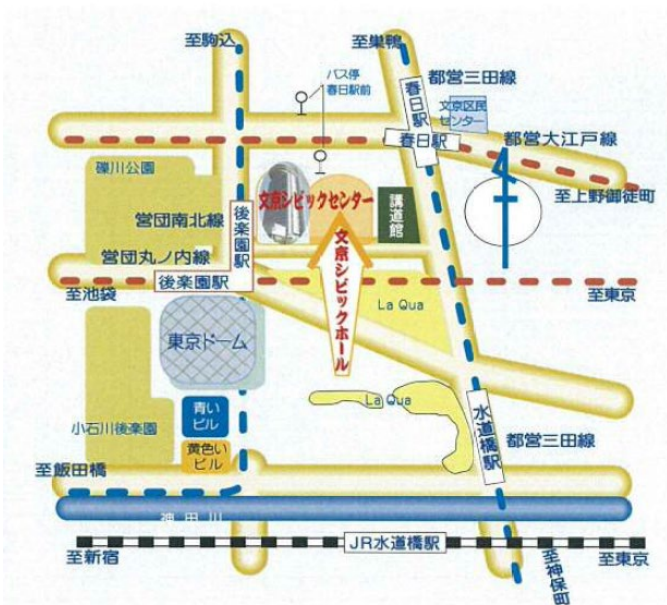 至駒込
至巣鴨
バス停
春日駅前
都営三田線
春日駅
文京区民
センター
春日駅
都営大江戸線
礫川公園
文京シビックセンター
講道館
至上野御徒町
営団南北線
後楽園駅
営団丸ノ内線
後楽園駅
文京シビックホール
至池袋
La Qua
至東京
東京ドーム
La Qua
青い
ビル
小石川後楽園
黄色い
ビル
水道橋駅
都営三田線
至飯田橋
神田川
JR水道橋駅
至新宿
至神保町
至東京